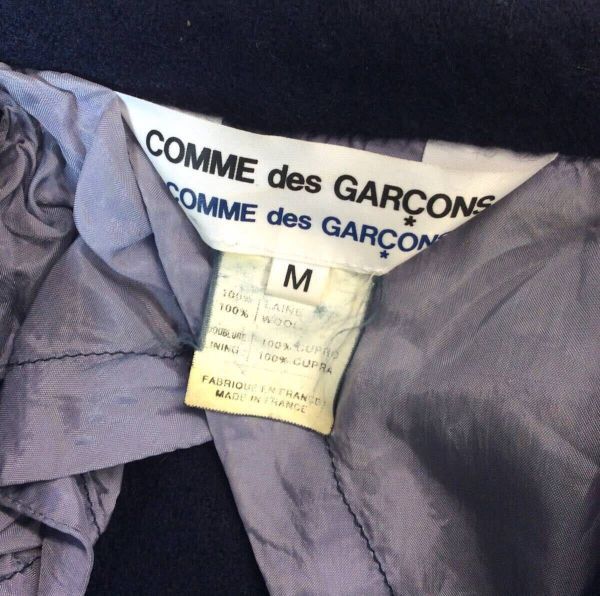 COMME des GARÇONS
*
COMME des GARÇONS
*
M
100% LAINE
100% WOOL
DOUBLURE 100% CUPRO
LINING 100% CUPRA
FABRIQUÉ EN FRANCE
MADE IN FRANCE